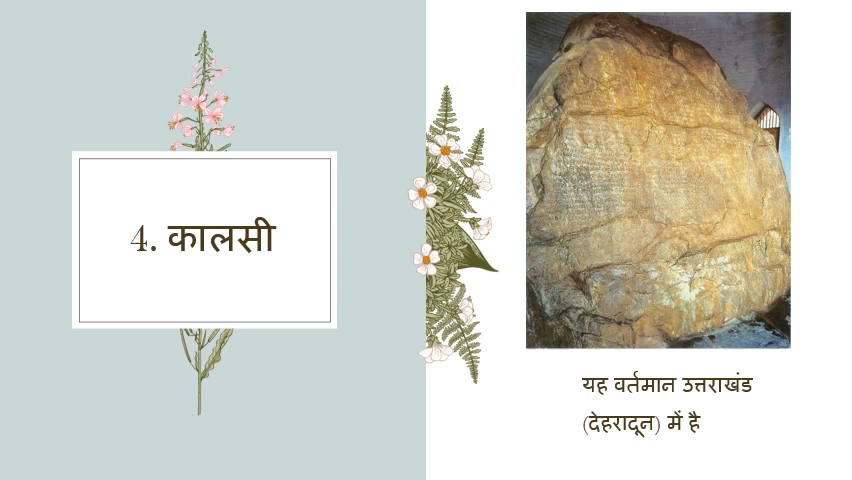 4. कालसी
यह वर्तमान उत्तराखंड
(देहरादून) में है